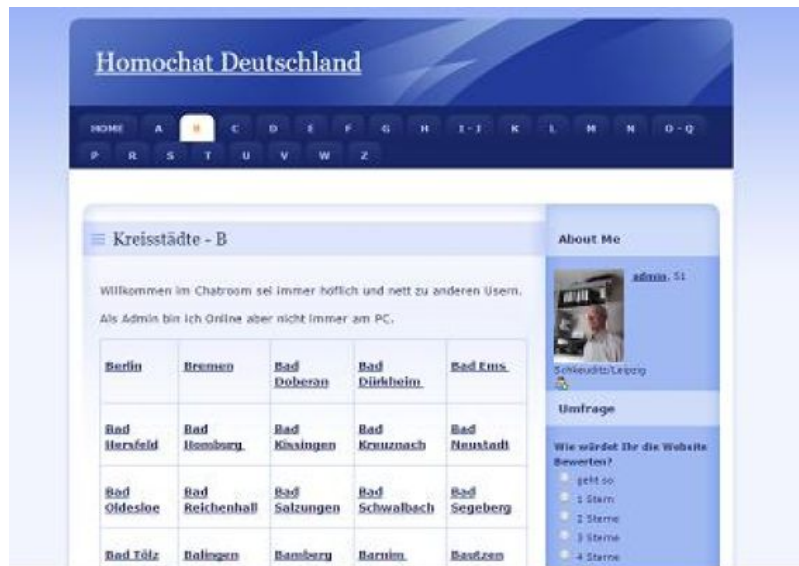 Homochat Deutschland
HOME A B C D E F G H I-J K L M N O-Q
P R S T U V W Z
Kreisstädte - B
Willkommen im Chatroom sei immer höflich und nett zu anderen Usern.
Als Admin bin ich Online aber nicht immer am PC.
Berlin Bremen Bad Doberan Bad Dürkheim Bad Ems
Bad Hersfeld Bad Homburg Bad Kissingen Bad Kreuznach Bad Neustadt
Bad Oldesloe Bad Reichenhall Bad Salzungen Bad Schwalbach Bad Segeberg
Bad Tölz Balingen Bamberg Barnim Bautzen
About Me
admin, 51
Schkeuditz/Leipzig
Umfrage
Wie würdet Ihr die Website
Bewerten?
geht so
1 Stern
2 Sterne
3 Sterne
4 Sterne